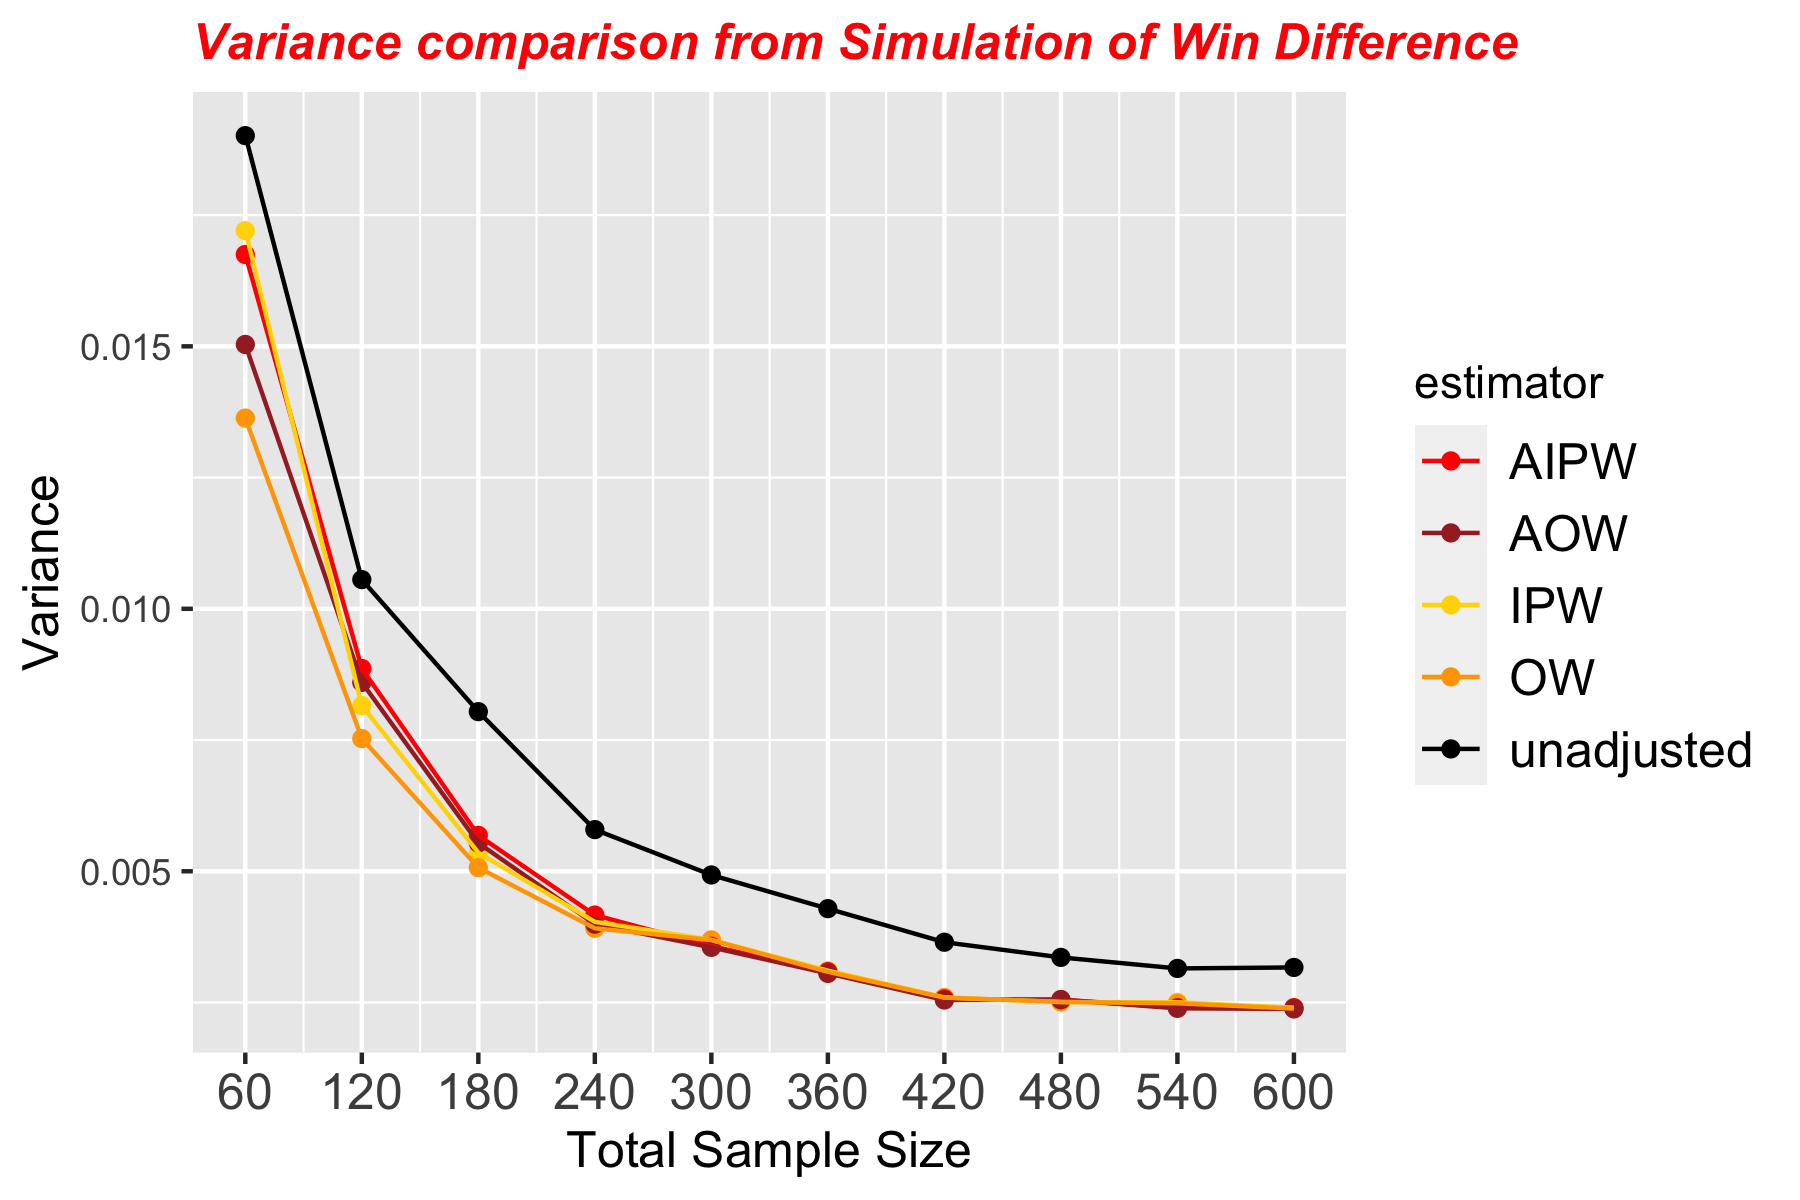 Variance comparison from Simulation of Win Difference
0.015
0.010
0.005
Variance
60 120 180 240 300 360 420 480 540 600
Total Sample Size
estimator
AIPW
AOW
IPW
OW
unadjusted